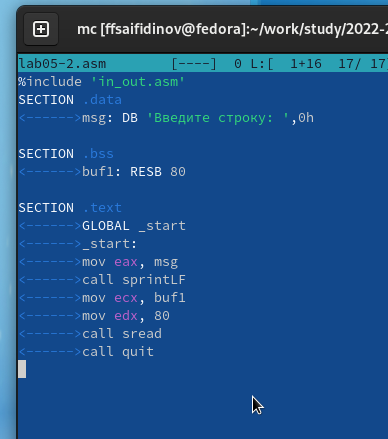 mc [ffsaifidinov@fedora]:~/work/study/2022-2
lab05-2.asm [----] 0 L:[ 1+16 17/ 17
%include 'in_out.asm'
SECTION .data
<------>msg: DB 'Введите строку: ',0h
SECTION .bss
<------>buf1: RESB 80
SECTION .text
<------>GLOBAL _start
<------>_start:
<------>mov eax, msg
<------>call sprintLF
<------>mov ecx, buf1
<------>mov edx, 80
<------>call sread
<------>call quit